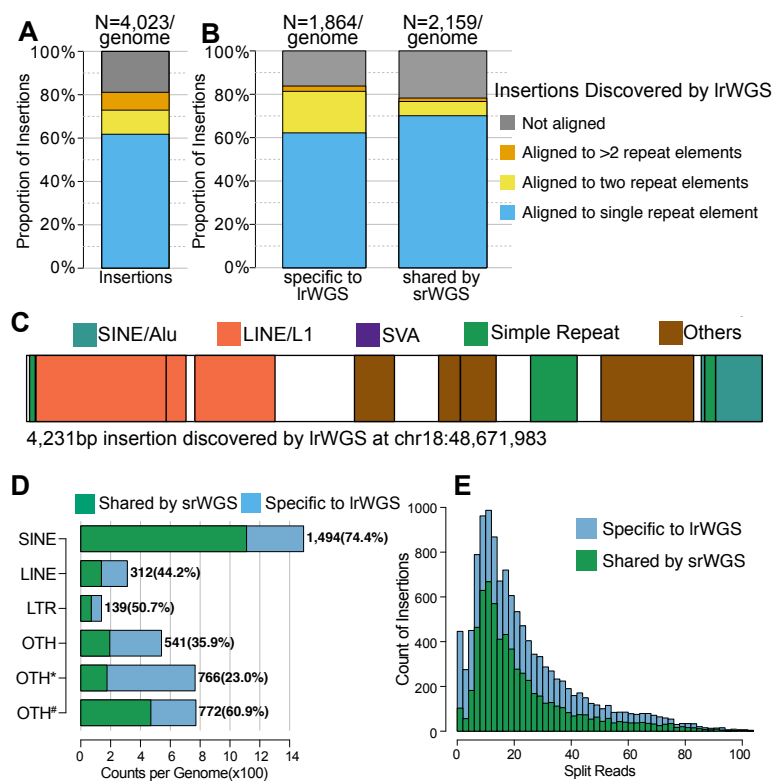 A
N=4,023/
genome
Proportion of Insertions
100%
80%
60%
40%
20%
0%
Insertions
B
N=1,864/
genome
N=2,159/
genome
Proportion of Insertions
100%
80%
60%
40%
20%
0%
specific to
lrWGS
shared by
srWGS
Insertions Discovered by lrWGS
Not aligned
Aligned to >2 repeat elements
Aligned to two repeat elements
Aligned to single repeat element
C
SINE/Alu LINE/L1 SVA Simple Repeat Others
4,231bp insertion discovered by lrWGS at chr18:48,671,983
D
Shared by srWGS Specific to lrWGS
SINE 1,494(74.4%)
LINE 312(44.2%)
LTR 139(50.7%)
OTH 541(35.9%)
OTH* 766(23.0%)
OTH# 772(60.9%)
0 2 4 6 8 10 12 14
Counts per Genome(x100)
E
Specific to lrWGS
Shared by srWGS
Count of Insertions
1000
800
600
400
200
0
0 20 40 60 80 100
Split Reads